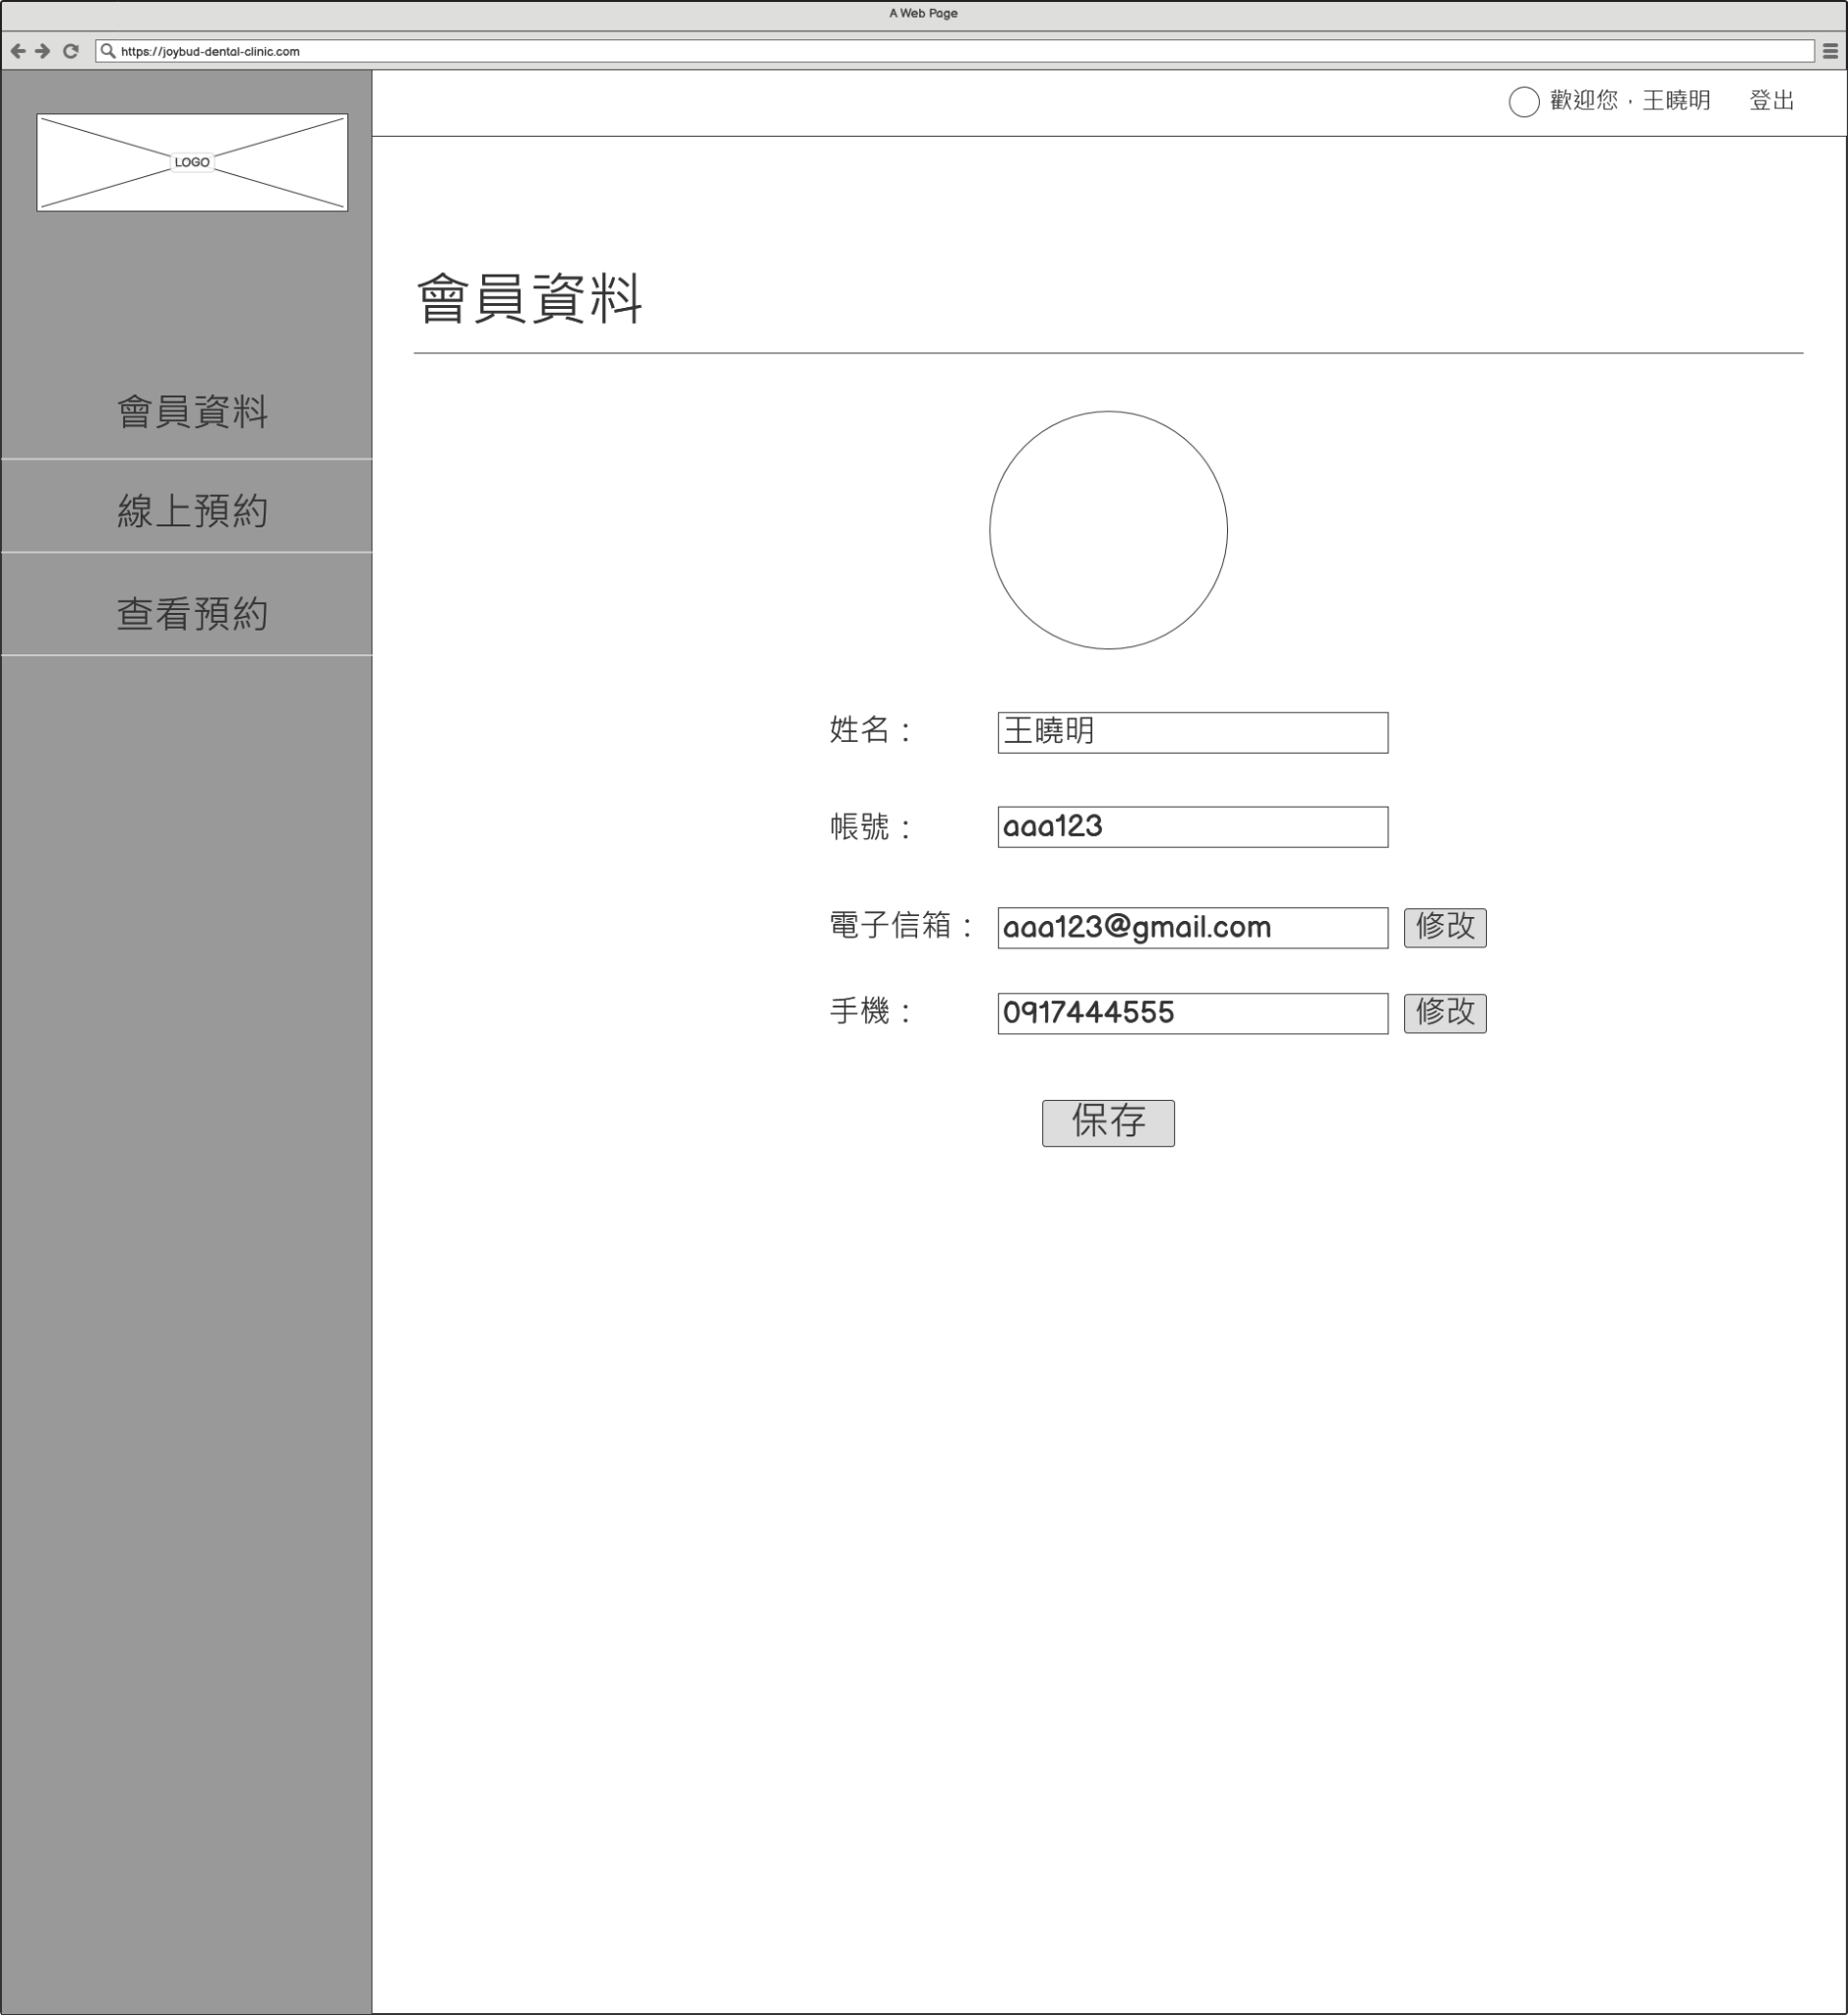 A Web Page
https://joybud-dental-clinic.com
歡迎您，王曉明 登出
LOGO
會員資料
會員資料
線上預約
查看預約
姓名：王曉明
帳號：aaa123
電子信箱：aaa123@gmail.com 修改
手機：0917444555 修改
保存